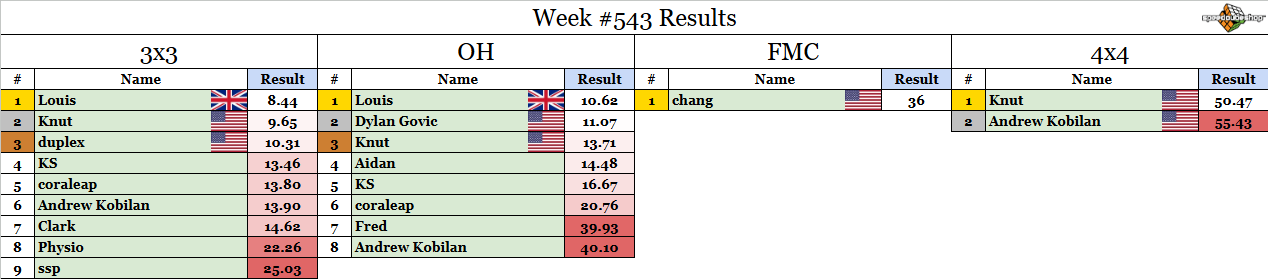 Week #543 Results
speedcubeshop
3x3 OH FMC 4x4
# Name Result # Name Result # Name Result # Name Result
1 Louis 8.44 1 Louis 10.62 1 chang 36 1 Knut 50.47
2 Knut 9.65 2 Dylan Govic 11.07 2 Andrew Kobilan 55.43
3 duplex 10.31 3 Knut 13.71
4 KS 13.46 4 Aidan 14.48
5 coraleap 13.80 5 KS 16.67
6 Andrew Kobilan 13.90 6 coraleap 20.76
7 Clark 14.62 7 Fred 39.93
8 Physio 22.26 8 Andrew Kobilan 40.10
9 ssp 25.03